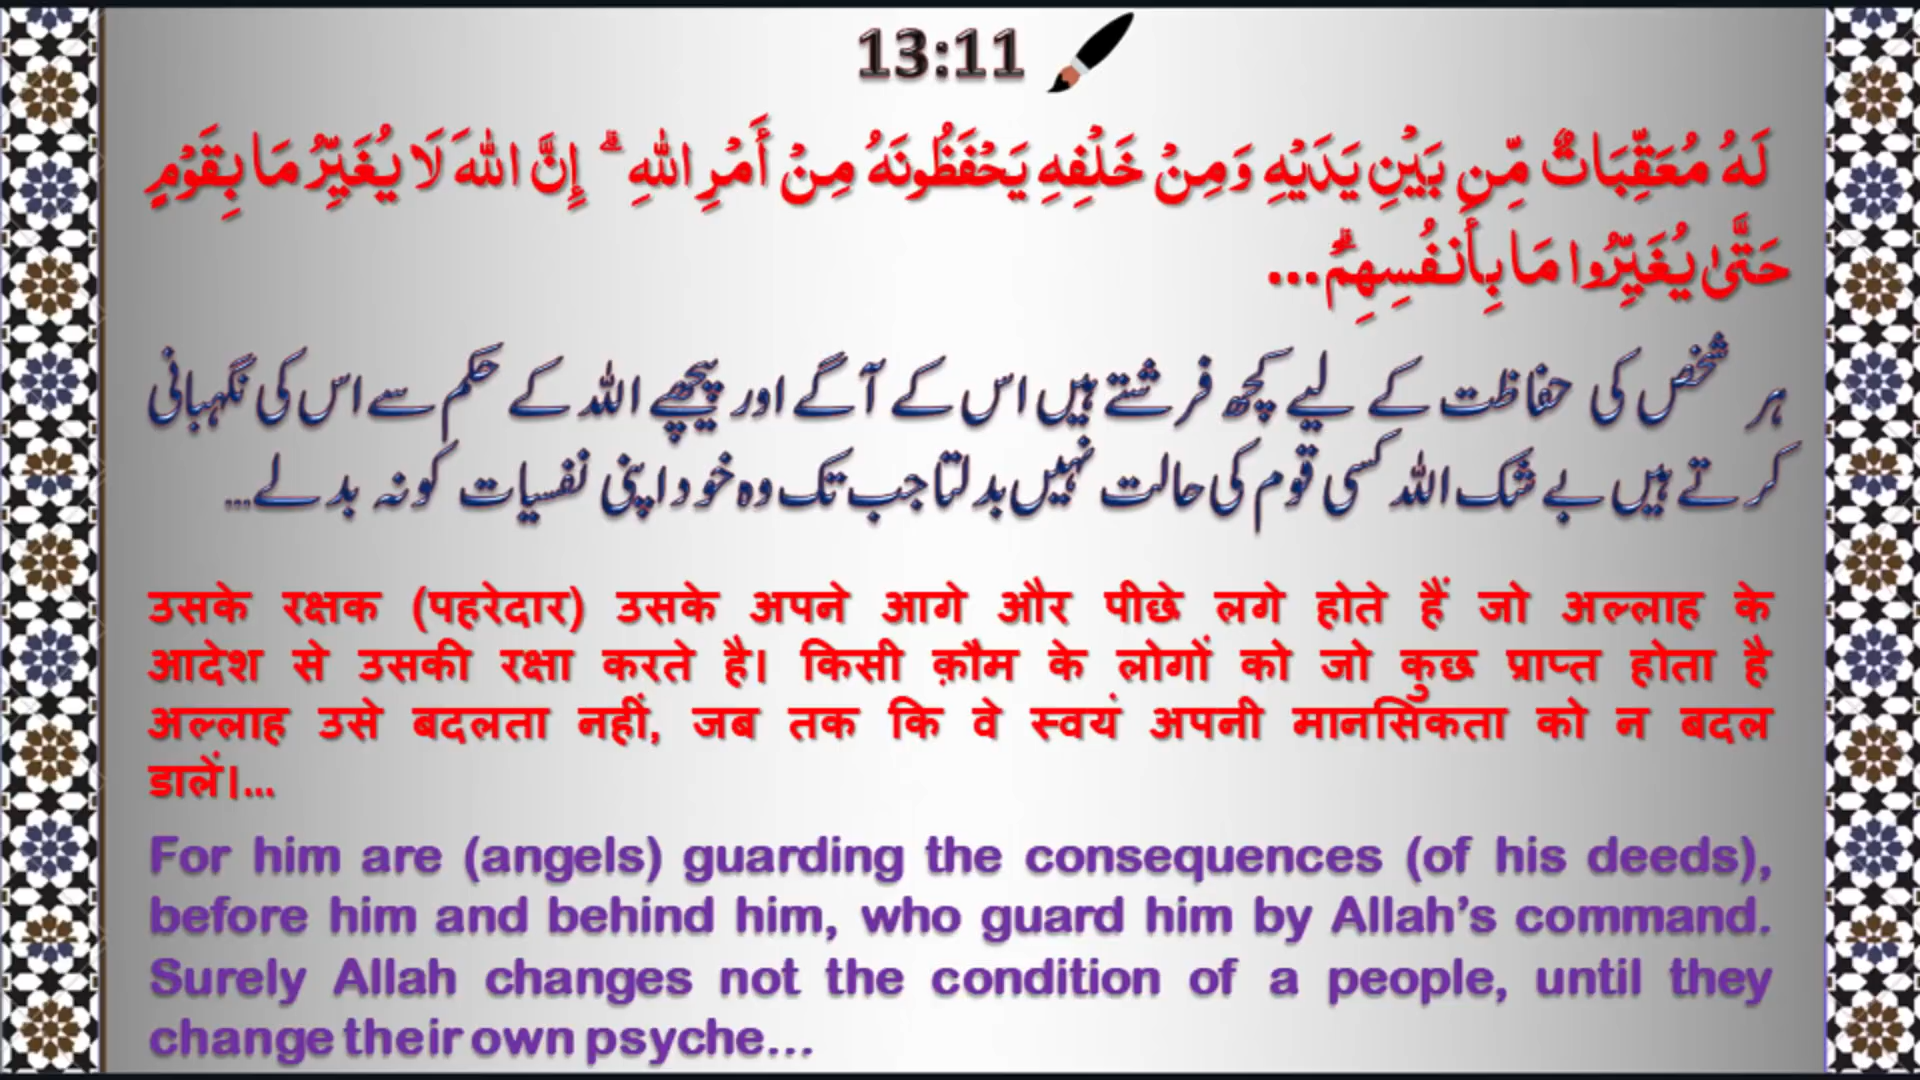 13:11
لَهُ مُعَقِّبَاتٌ مِّن بَيْنِ يَدَيْهِ وَمِنْ خَلْفِهِ يَحْفَظُونَهُ مِنْ أَمْرِ اللهِ ۗ إِنَّ اللهَ لَا يُغَيِّرُ مَا بِقَوْمٍ
حَتَّىٰ يُغَيِّرُوا مَا بِأَنفُسِهِمْ ۗ...
ہر شخص کی حفاظت کے لیے کچھ فرشتے ہیں اس کے آگے اور پیچھے اللہ کے حکم سے اس کی نگہبانی
کرتے ہیں بے شک اللہ کسی قوم کی حالت نہیں بدلتا جب تک وہ خود اپنی نفسیات کو نہ بدلے...
उसके रक्षक (पहरेदार) उसके अपने आगे और पीछे लगे होते हैं जो अल्लाह के
आदेश से उसकी रक्षा करते है। किसी क़ौम के लोगों को जो कुछ प्राप्त होता है
अल्लाह उसे बदलता नहीं, जब तक कि वे स्वयं अपनी मानसिकता को न बदल
डालें।...
For him are (angels) guarding the consequences (of his deeds),
before him and behind him, who guard him by Allah’s command.
Surely Allah changes not the condition of a people, until they
change their own psyche...